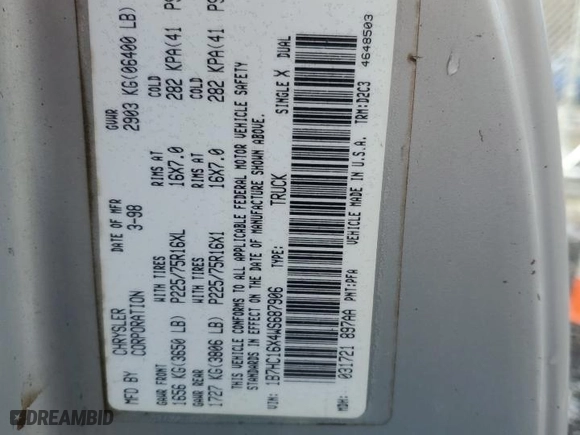 MFD BY CHRYSLER CORPORATION DATE OF MFR 3-98 GVWR 2903 KG(06400 LB)
GAWR FRONT WITH TIRES RIMS AT COLD
1656 KG(3650 LB) P225/75R16XL 16X7.0 282 KPA(41 PS
GAWR REAR WITH TIRES RIMS AT COLD
1727 KG(3806 LB) P225/75R16X1 16X7.0 282 KPA(41 PS
THIS VEHICLE CONFORMS TO ALL APPLICABLE FEDERAL MOTOR VEHICLE SAFETY
STANDARDS IN EFFECT ON THE DATE OF MANUFACTURE SHOWN ABOVE.
VIN: 1B7HC16X4WS687906 TYPE: TRUCK SINGLE X DUAL
4648503
MDH: 031721 897AA PNT:PFA VEHICLE MADE IN U.S.A. TRM:D2C3
DREAMBID